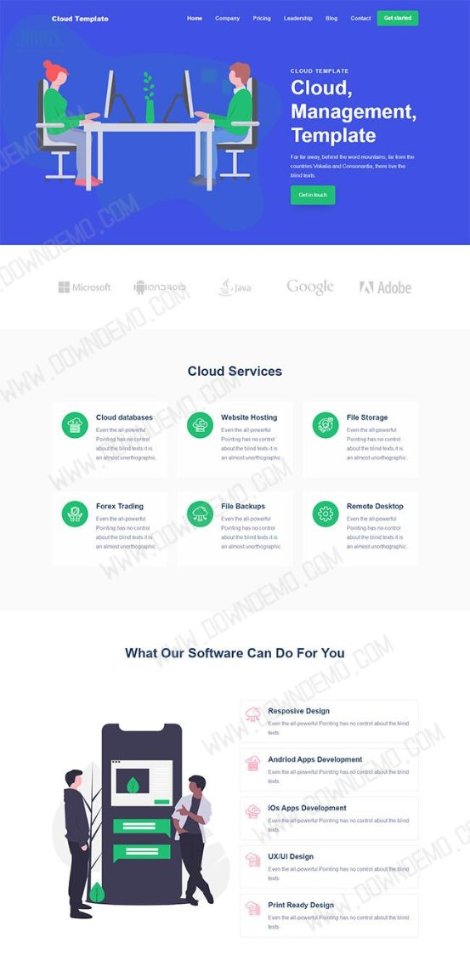 Cloud Template
Home Company Pricing Leadership Blog Contact Get started
CLOUD TEMPLATE
Cloud,
Management,
Template
Far far away, behind the word mountains, far from the
countries Vokalia and Consonantia, there live the
blind texts.
Get in touch
Microsoft
android
Java
Google
Adobe
Cloud Services
Cloud databases
Even the all-powerful
Pointing has no control
about the blind texts it is
an almost unorthographic.
Website Hosting
Even the all-powerful
Pointing has no control
about the blind texts it is
an almost unorthographic.
File Storage
Even the all-powerful
Pointing has no control
about the blind texts it is
an almost unorthographic.
Forex Trading
Even the all-powerful
Pointing has no control
about the blind texts it is
an almost unorthographic.
File Backups
Even the all-powerful
Pointing has no control
about the blind texts it is
an almost unorthographic.
Remote Desktop
Even the all-powerful
Pointing has no control
about the blind texts it is
an almost unorthographic.
What Our Software Can Do For You
Resposive Design
Even the all-powerful Pointing has no control about the blind
texts
Andriod Apps Development
Even the all-powerful Pointing has no control about the blind
texts
iOs Apps Development
Even the all-powerful Pointing has no control about the blind
texts
UX/UI Design
Even the all-powerful Pointing has no control about the blind
texts
Print Ready Design
Even the all-powerful Pointing has no control about the blind
texts
WWW.DOWNDEMO.COM